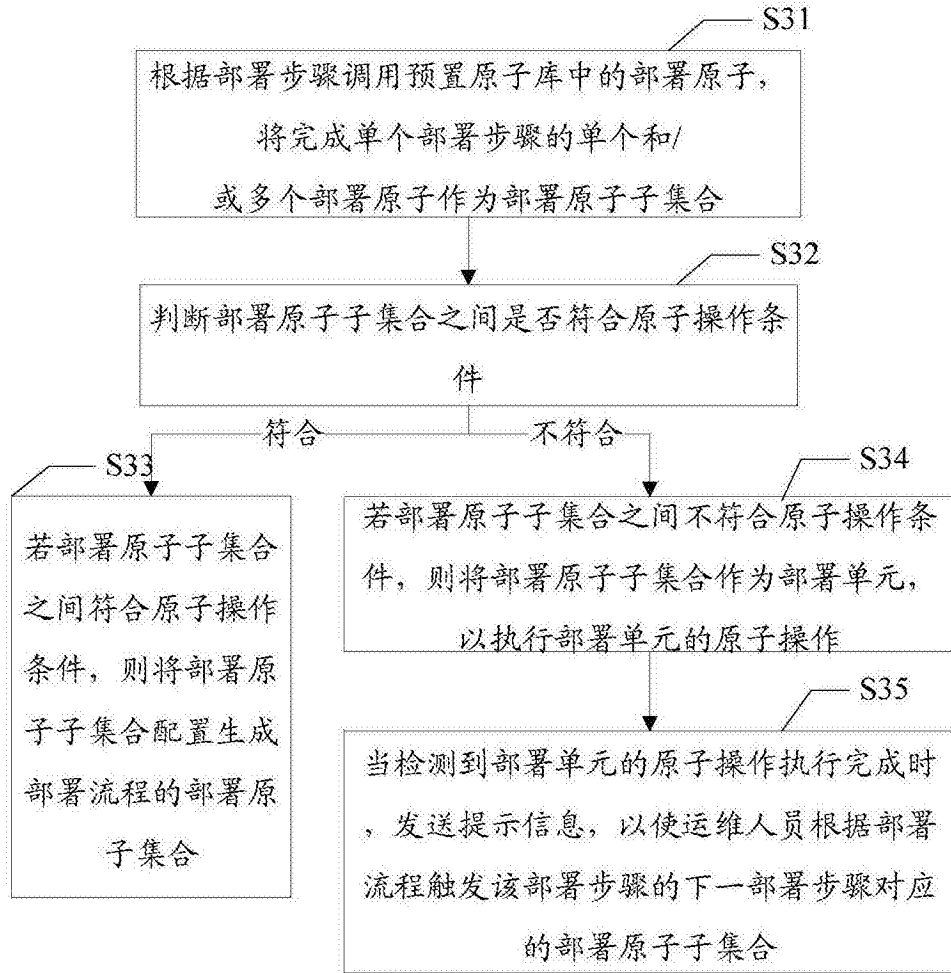 S31
根据部署步骤调用预置原子库中的部署原子，
将完成单个部署步骤的单个和/
或多个部署原子作为部署原子子集合
S32
判断部署原子子集合之间是否符合原子操作条
件
符合
不符合
S33
若部署原子子集合
之间符合原子操作
条件，则将部署原
子子集合配置生成
部署流程的部署原
子集合
S34
若部署原子子集合之间不符合原子操作条
件，则将部署原子子集合作为部署单元，
以执行部署单元的原子操作
S35
当检测到部署单元的原子操作执行完成时
，发送提示信息，以使运维人员根据部署
流程触发该部署步骤的下一部署步骤对应
的部署原子子集合